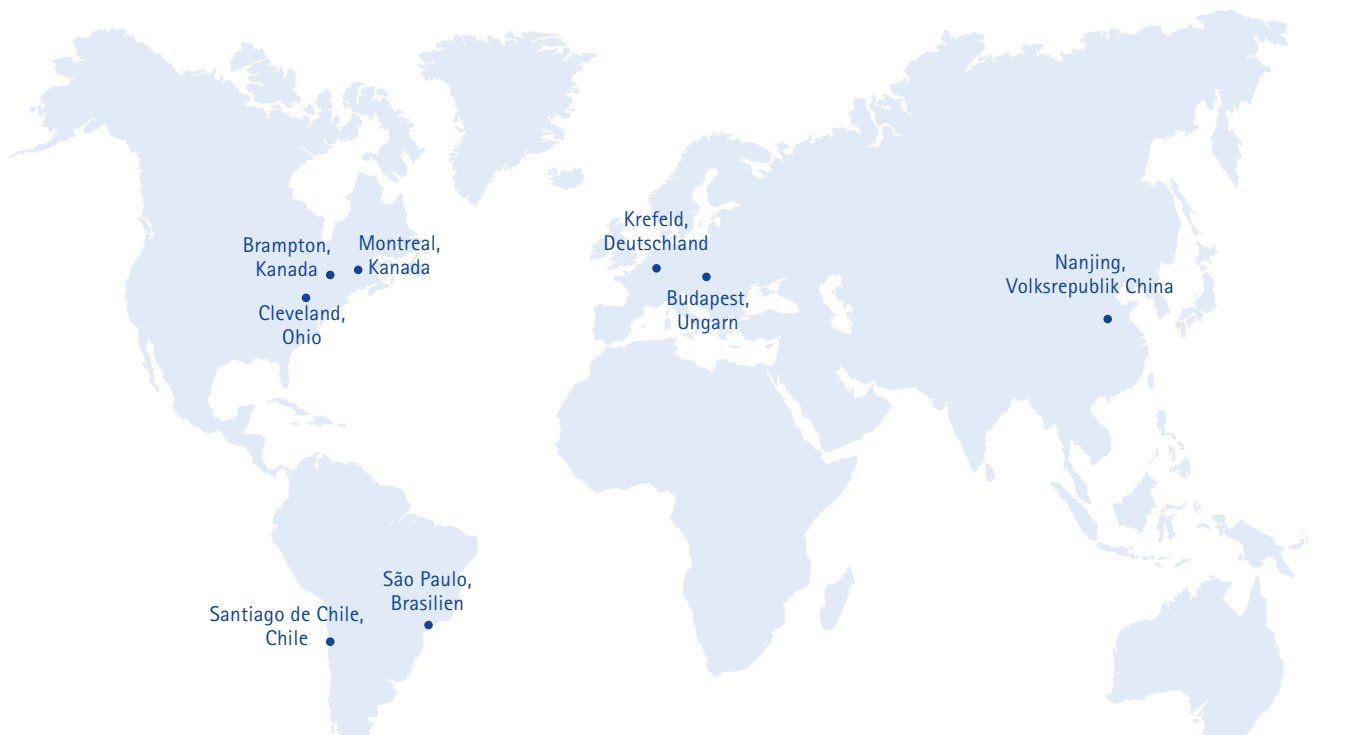 Brampton,
Kanada
Montreal,
Kanada
Cleveland,
Ohio
Krefeld,
Deutschland
Budapest,
Ungarn
Nanjing,
Volksrepublik China
São Paulo,
Brasilien
Santiago de Chile,
Chile